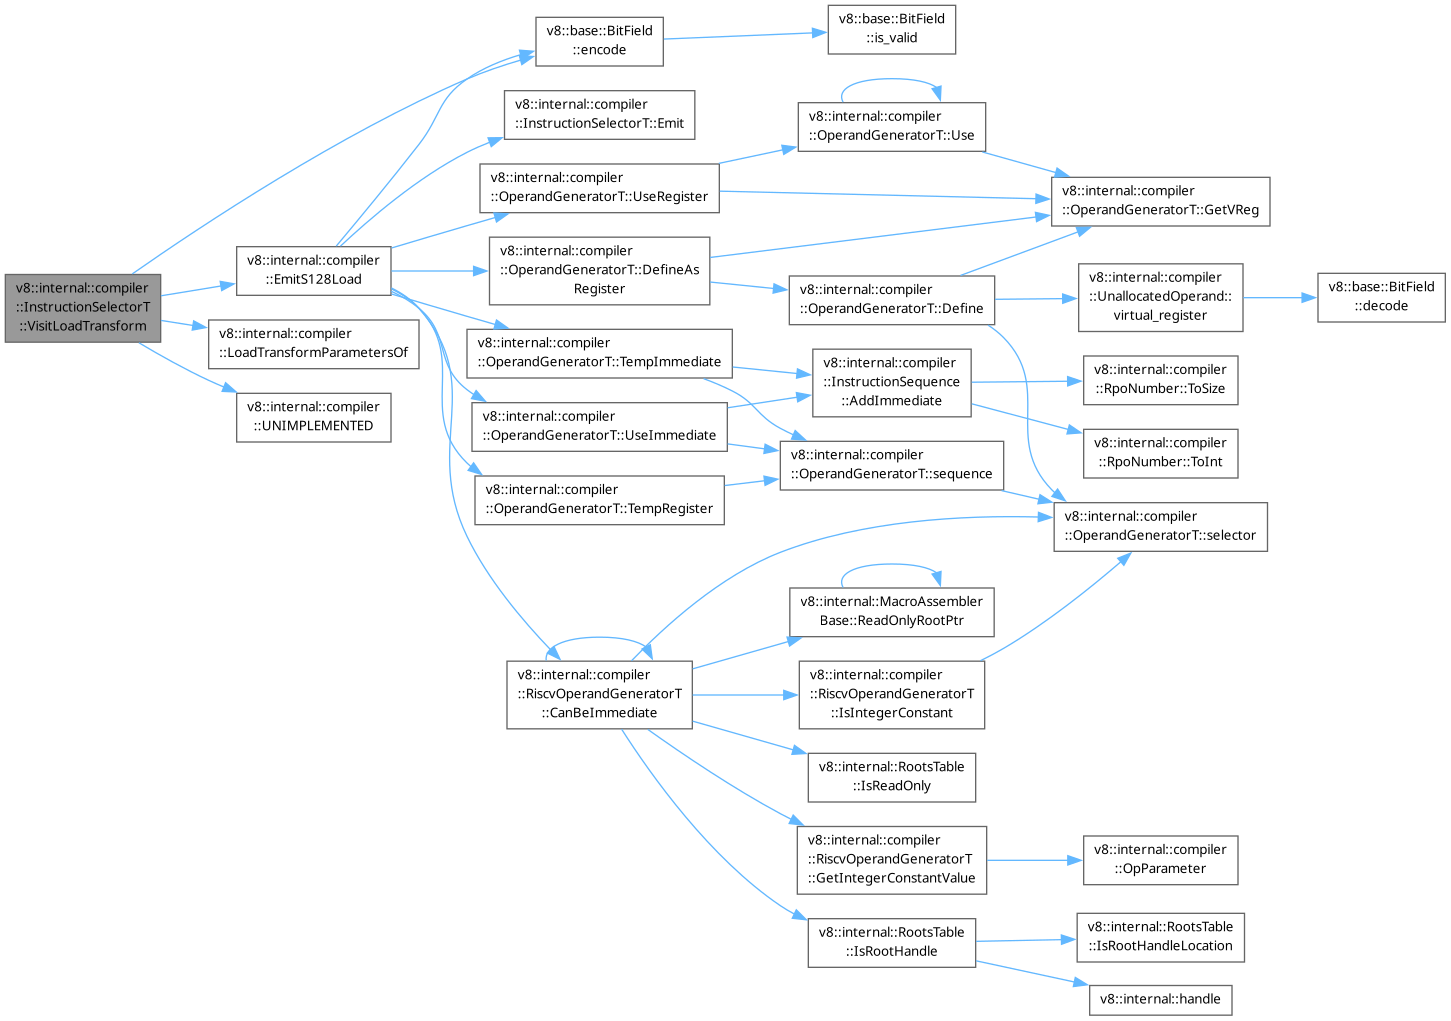 v8::internal::compiler
::InstructionSelectorT
::VisitLoadTransform
v8::base::BitField
::encode
v8::base::BitField
::is_valid
v8::internal::compiler
::EmitS128Load
v8::internal::compiler
::InstructionSelectorT::Emit
v8::internal::compiler
::OperandGeneratorT::UseRegister
v8::internal::compiler
::OperandGeneratorT::Use
v8::internal::compiler
::OperandGeneratorT::GetVReg
v8::internal::compiler
::OperandGeneratorT::DefineAs
Register
v8::internal::compiler
::OperandGeneratorT::Define
v8::internal::compiler
::UnallocatedOperand::
virtual_register
v8::base::BitField
::decode
v8::internal::compiler
::OperandGeneratorT::selector
v8::internal::compiler
::OperandGeneratorT::TempImmediate
v8::internal::compiler
::InstructionSequence
::AddImmediate
v8::internal::compiler
::RpoNumber::ToSize
v8::internal::compiler
::RpoNumber::ToInt
v8::internal::compiler
::OperandGeneratorT::sequence
v8::internal::compiler
::OperandGeneratorT::UseImmediate
v8::internal::compiler
::OperandGeneratorT::TempRegister
v8::internal::compiler
::RiscvOperandGeneratorT
::CanBeImmediate
v8::internal::MacroAssembler
Base::ReadOnlyRootPtr
v8::internal::compiler
::RiscvOperandGeneratorT
::IsIntegerConstant
v8::internal::RootsTable
::IsReadOnly
v8::internal::compiler
::RiscvOperandGeneratorT
::GetIntegerConstantValue
v8::internal::compiler
::OpParameter
v8::internal::RootsTable
::IsRootHandle
v8::internal::RootsTable
::IsRootHandleLocation
v8::internal::handle
v8::internal::compiler
::LoadTransformParametersOf
v8::internal::compiler
::UNIMPLEMENTED